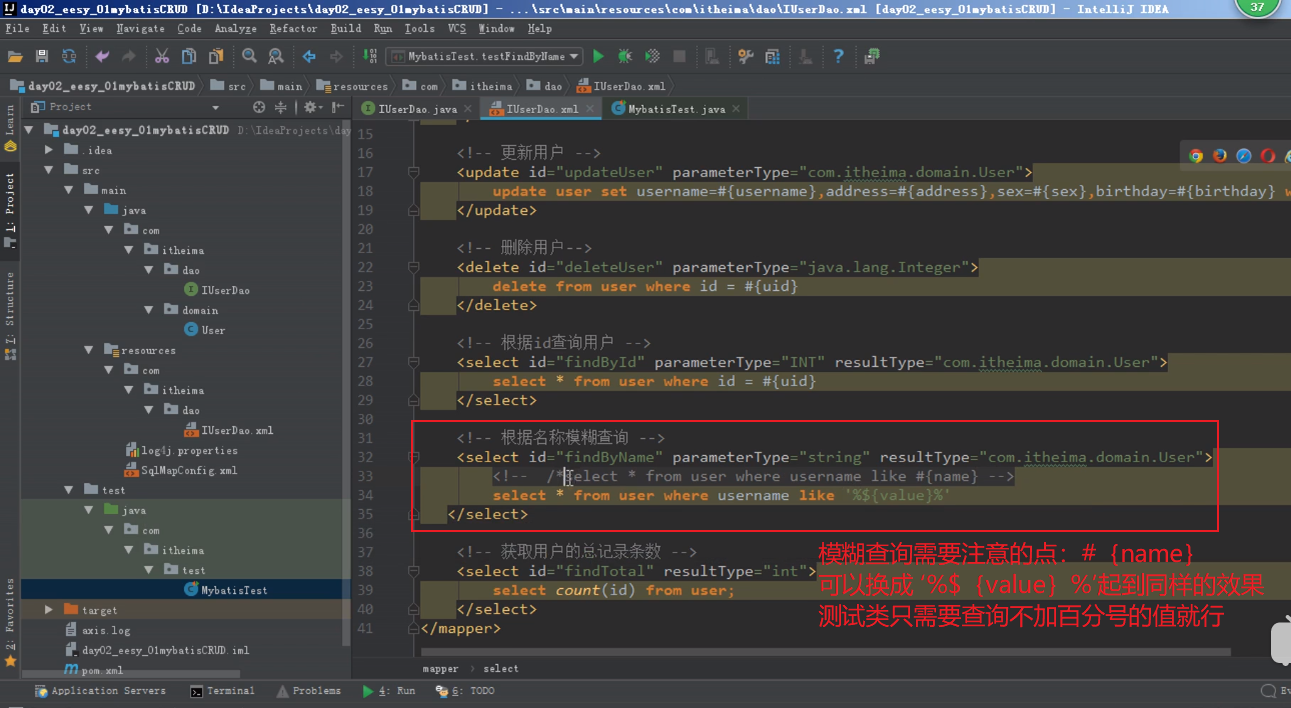 day02_eesy_01mybatisCRUD [D:\IdeaProjects\day02_eesy_01mybatisCRUD] - ...\src\main\resources\com\itheima\dao\IUserDao.xml [day02_eesy_01mybatisCRUD] - IntelliJ IDEA
37
File Edit View Navigate Code Analyze Refactor Build Run Tools VCS Window Help
MybatisTest.testFindByName
day02_eesy_01mybatisCRUD src main resources com itheima dao IUserDao.xml
Project
IUserDao.java IUserDao.xml MybatisTest.java
Learn
1: Project
7: Structure
2: Favorites
day02_eesy_01mybatisCRUD D:\IdeaProjects\day
.idea
src
main
java
com
itheima
dao
IUserDao
domain
User
resources
com
itheima
dao
IUserDao.xml
log4j.properties
SqlMapConfig.xml
test
java
com
itheima
test
MybatisTest
target
axis.log
day02_eesy_01mybatisCRUD.iml
pom.xml
15
16 <!-- 更新用户 -->
17 <update id="updateUser" parameterType="com.itheima.domain.User">
18 update user set username=#{username},address=#{address},sex=#{sex},birthday=#{birthday} w
19 </update>
20
21 <!-- 删除用户-->
22 <delete id="deleteUser" parameterType="java.lang.Integer">
23 delete from user where id = #{uid}
24 </delete>
25
26 <!-- 根据id查询用户 -->
27 <select id="findById" parameterType="INT" resultType="com.itheima.domain.User">
28 select * from user where id = #{uid}
29 </select>
30
31 <!-- 根据名称模糊查询 -->
32 <select id="findByName" parameterType="string" resultType="com.itheima.domain.User">
33 <!-- /*select * from user where username like #{name} -->
34 select * from user where username like '%${value}%'
35 </select>
36
37 <!-- 获取用户的总记录条数 -->
38 <select id="findTotal" resultType="int">
39 select count(id) from user;
40 </select>
41 </mapper>
模糊查询需要注意的点：#｛name｝
可以换成 '%$｛value｝%'起到同样的效果
测试类只需要查询不加百分号的值就行
mapper select
Application Servers Terminal Problems 4: Run 6: TODO Ev